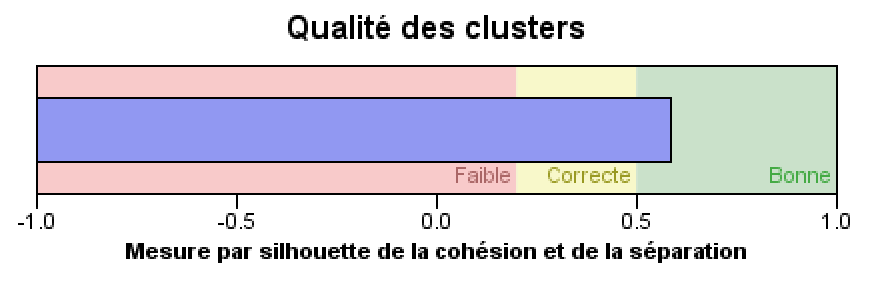 Qualité des clusters
Faible Correcte Bonne
-1.0 -0.5 0.0 0.5 1.0
Mesure par silhouette de la cohésion et de la séparation